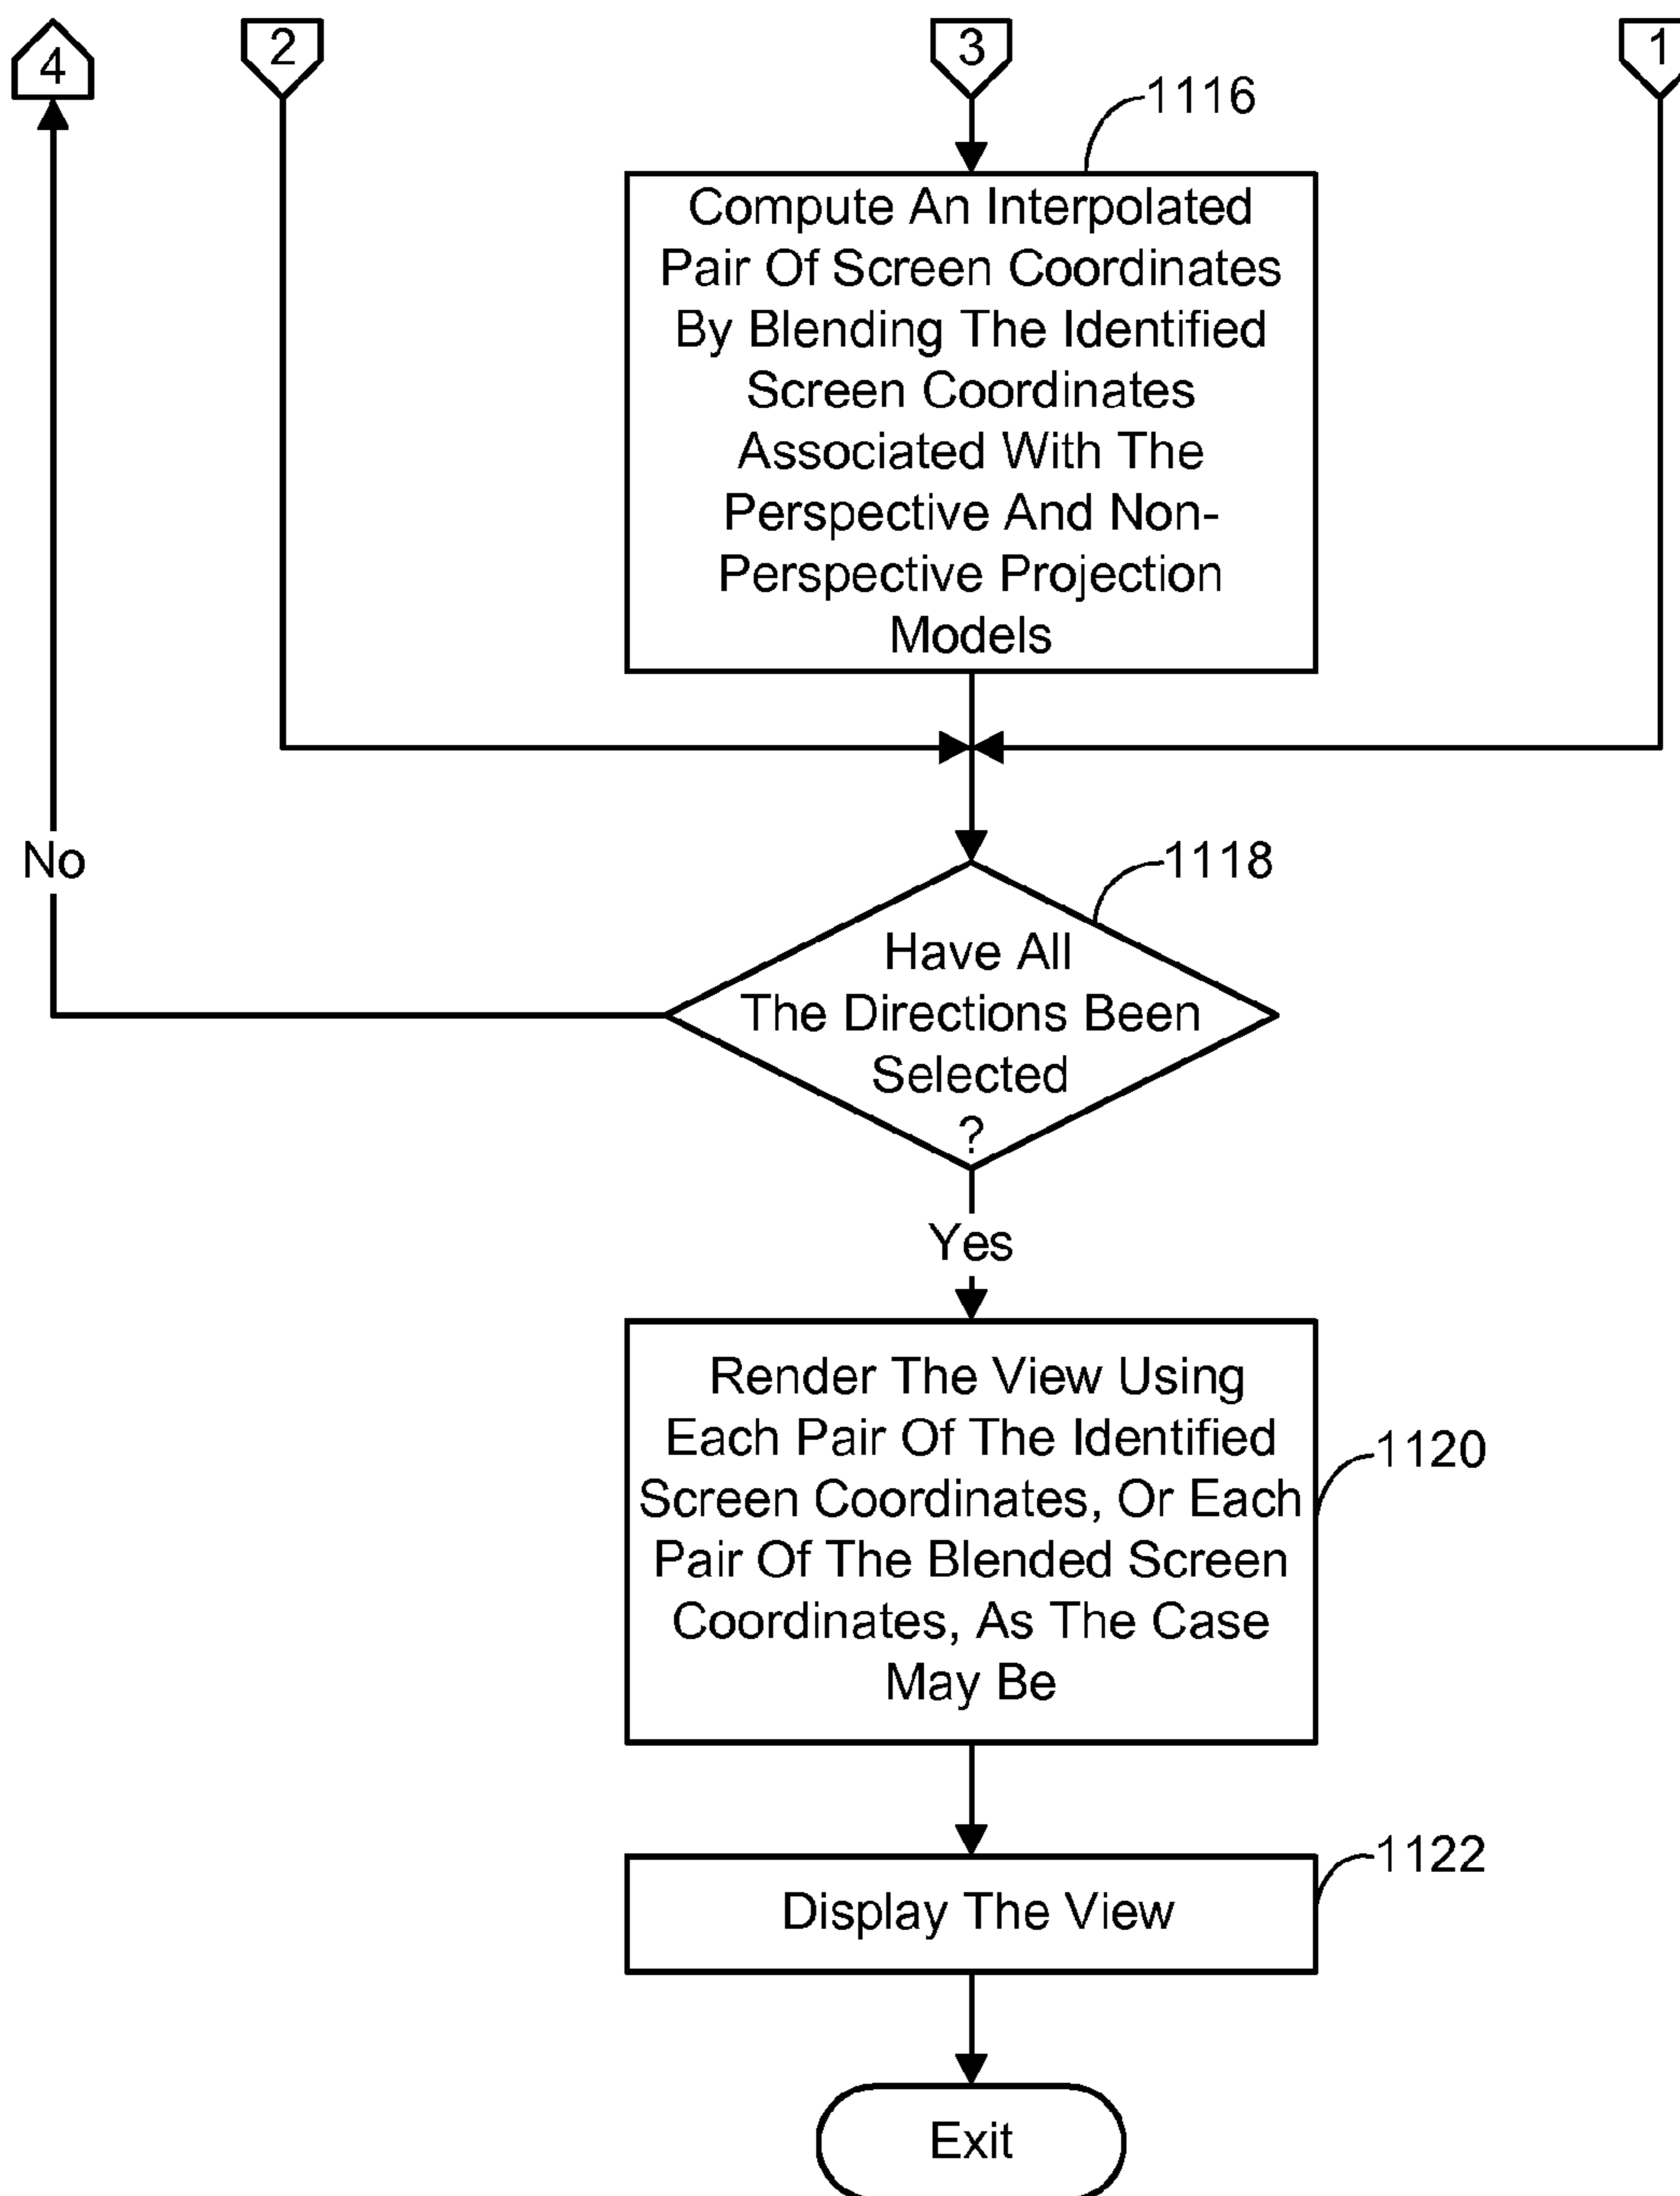 4
2
3
1
1116
Compute An Interpolated
Pair Of Screen Coordinates
By Blending The Identified
Screen Coordinates
Associated With The
Perspective And Non-
Perspective Projection
Models
No
1118
Have All
The Directions Been
Selected
?
Yes
Render The View Using
Each Pair Of The Identified
Screen Coordinates, Or Each
Pair Of The Blended Screen
Coordinates, As The Case
May Be
1120
1122
Display The View
Exit